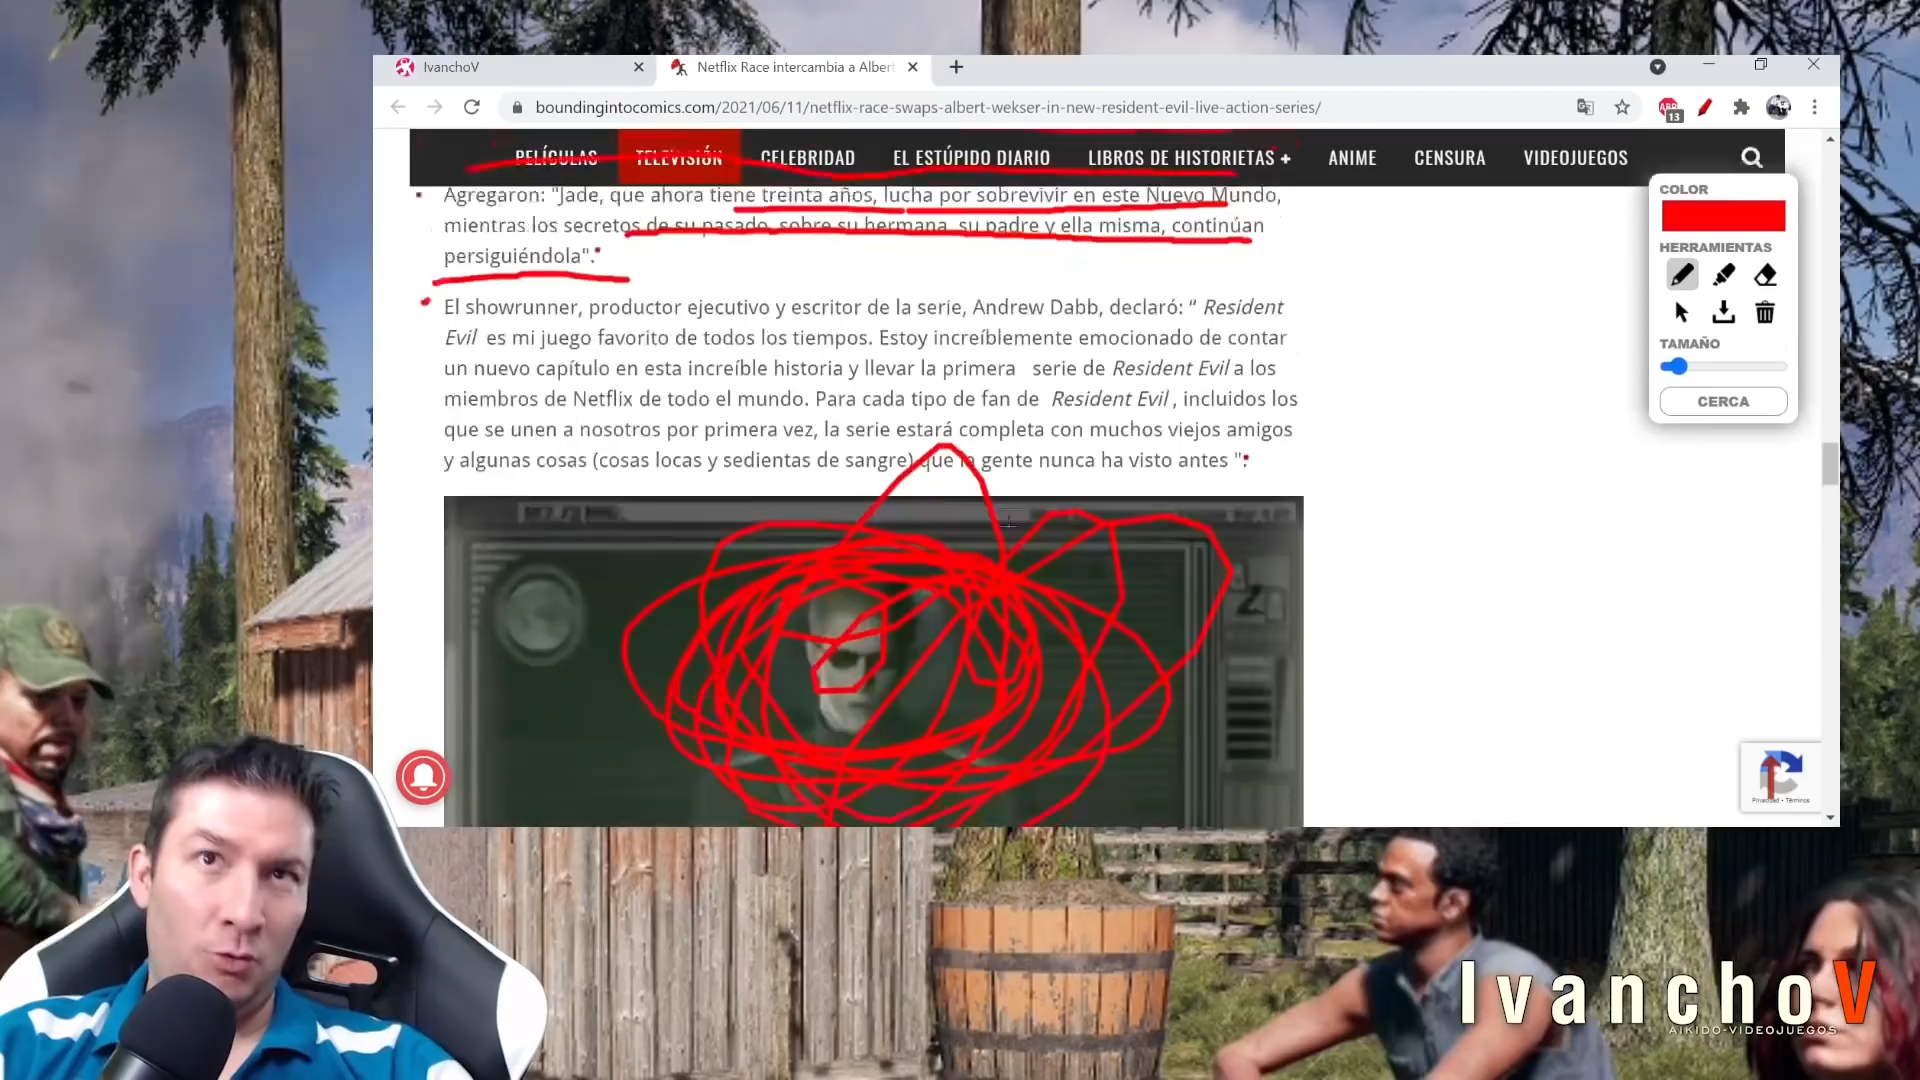 IvanchoV
Netflix Race intercambia a Albert
boundingintocomics.com/2021/06/11/netflix-race-swaps-albert-wekser-in-new-resident-evil-live-action-series/
ABP
13
PELÍCULAS TELEVISIÓN CELEBRIDAD EL ESTÚPIDO DIARIO LIBROS DE HISTORIETAS + ANIME CENSURA VIDEOJUEGOS
Agregaron: "Jade, que ahora tiene treinta años, lucha por sobrevivir en este Nuevo Mundo,
mientras los secretos de su pasado, sobre su hermana, su padre y ella misma, continúan
persiguiéndola".
El showrunner, productor ejecutivo y escritor de la serie, Andrew Dabb, declaró: “ Resident
Evil es mi juego favorito de todos los tiempos. Estoy increíblemente emocionado de contar
un nuevo capítulo en esta increíble historia y llevar la primera serie de Resident Evil a los
miembros de Netflix de todo el mundo. Para cada tipo de fan de Resident Evil , incluidos los
que se unen a nosotros por primera vez, la serie estará completa con muchos viejos amigos
y algunas cosas (cosas locas y sedientas de sangre) que la gente nunca ha visto antes ".
COLOR
HERRAMIENTAS
TAMAÑO
CERCA
Privacidad • Términos
IvanchoV
AIKIDO-VIDEOJUEGOS